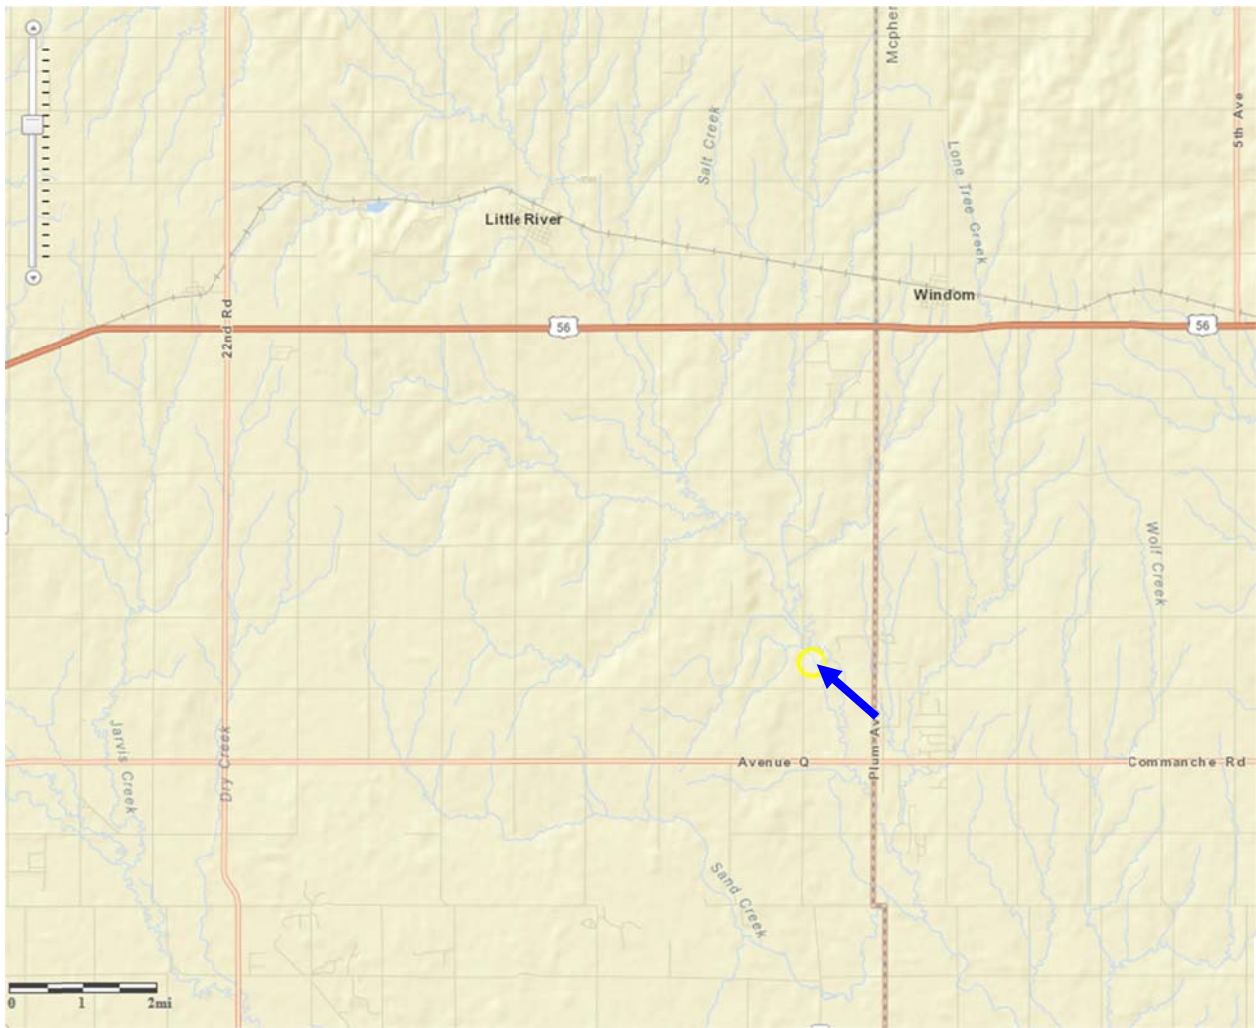 Mcpher
5th Ave
Salt Creek
Lone Tree Creek
Little River
Windom
22nd Rd
56
56
Wolf Creek
Jarvis Creek
Dry Creek
Avenue Q
Plum Av
Commanche Rd
Sand Creek
0 1 2mi